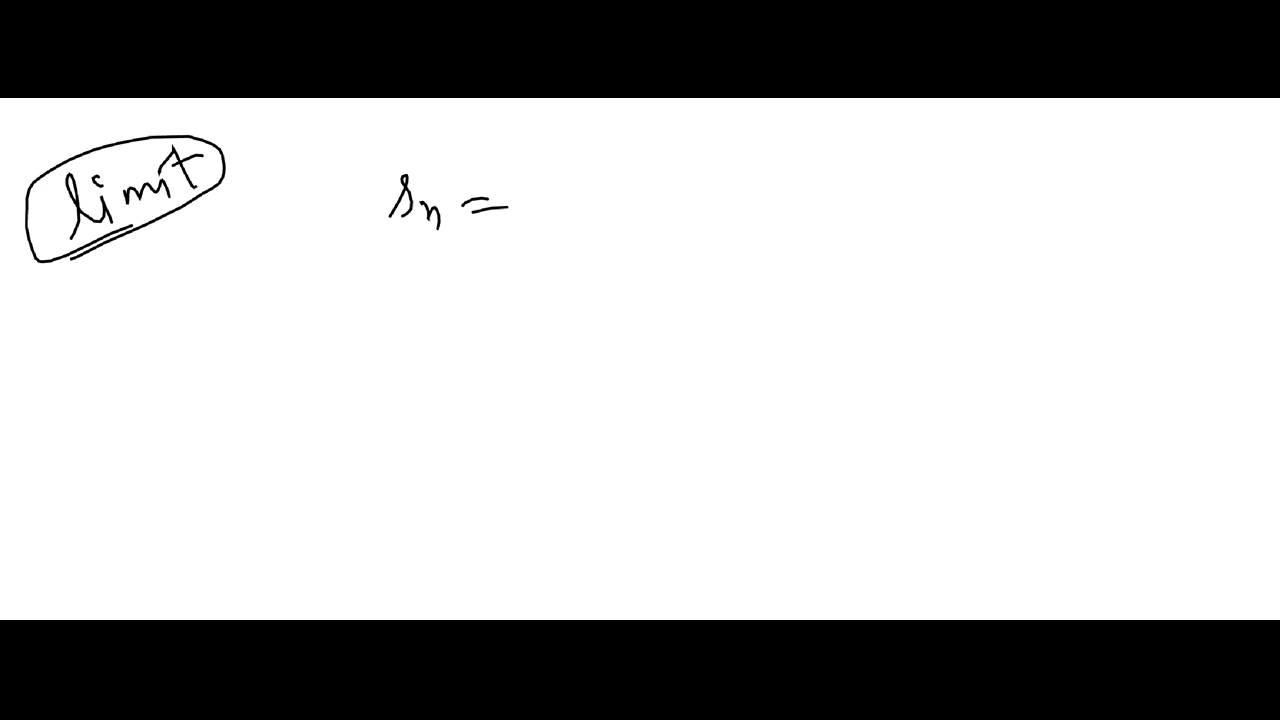 limit
sₙ =